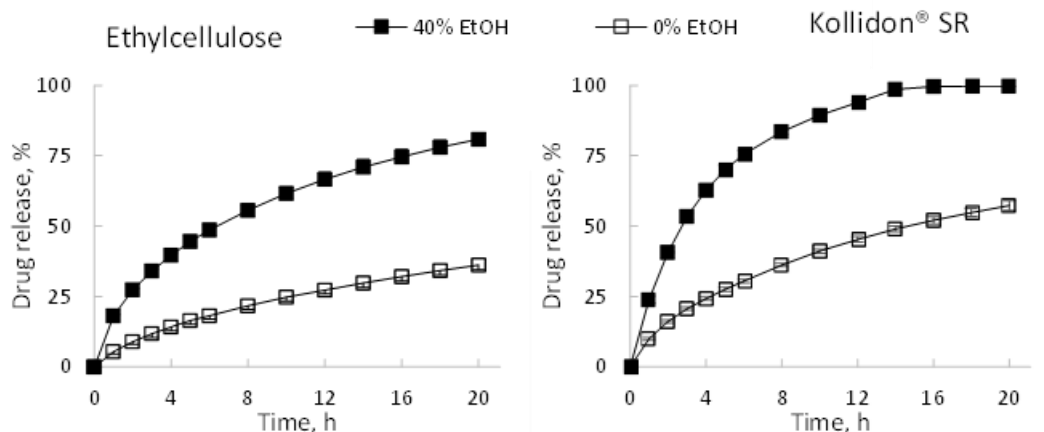 Ethylcellulose
40% EtOH
0% EtOH
Kollidon® SR
Drug release, %
100
75
50
25
0
0 4 8 12 16 20
Time, h
Drug release, %
100
75
50
25
0
0 4 8 12 16 20
Time, h